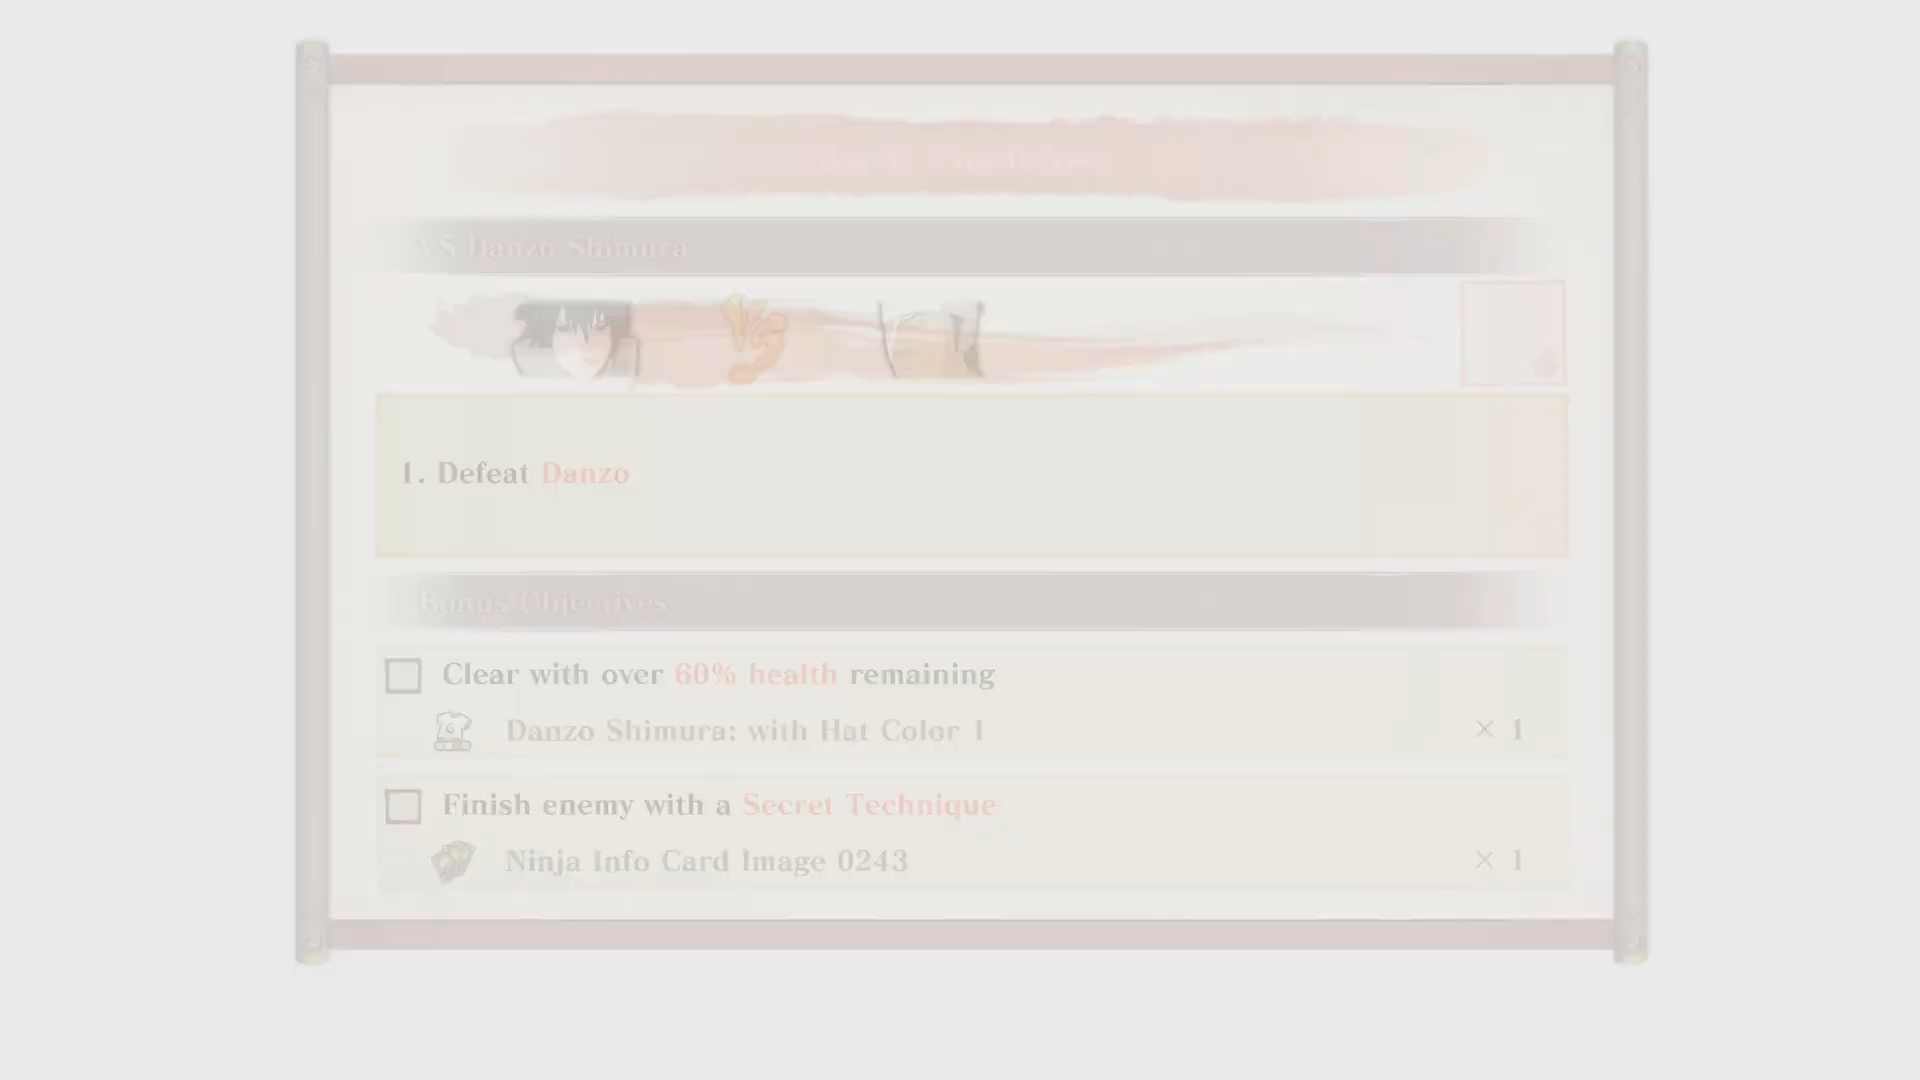 VS Danzo Shimura
1. Defeat Danzo
Bonus Objectives
Clear with over 60% health remaining
Danzo Shimura: with Hat Color 1 × 1
Finish enemy with a Secret Technique
Ninja Info Card Image 0243 × 1